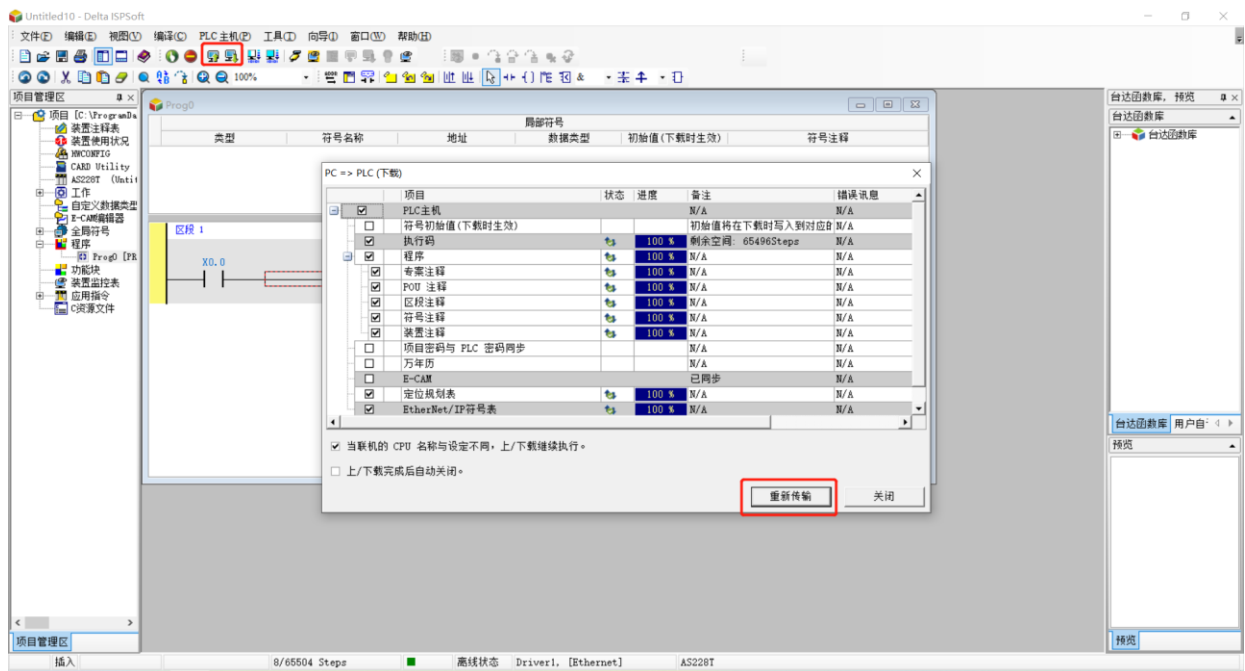 Untitled10 - Delta ISPSoft
文件(F) 编辑(E) 视图(V) 编译(C) PLC主机(P) 工具(T) 向导(I) 窗口(W) 帮助(H)
100%
项目管理区
项目 [C:\ProgramDa
装置注释表
装置使用状况
HWCONFIG
CARD Utility
AS228T (Untit
工作
自定义数据类型
E-CAM编辑器
全局符号
程序
Prog0 [PR
功能块
装置监控表
应用指令
C资源文件
项目管理区
Prog0
局部符号
类型 符号名称 地址 数据类型 初始值(下载时生效) 符号注释
区段 1
X0.0
PC => PLC (下载)
项目 状态 进度 备注 错误讯息
PLC主机 N/A N/A
符号初始值(下载时生效) 初始值将在下载时写入到对应的 N/A
执行码 100 % 剩余空间: 65496Steps N/A
程序 100 % N/A N/A
专案注释 100 % N/A N/A
POU 注释 100 % N/A N/A
区段注释 100 % N/A N/A
符号注释 100 % N/A N/A
装置注释 100 % N/A N/A
项目密码与 PLC 密码同步 N/A N/A
万年历 N/A N/A
E-CAM 已同步 N/A
定位规划表 100 % N/A N/A
EtherNet/IP符号表 100 % N/A N/A
当联机的 CPU 名称与设定不同，上/下载继续执行。
上/下载完成后自动关闭。
重新传输 关闭
台达函数库, 预览
台达函数库
台达函数库
台达函数库 用户自
预览
预览
插入 8/65504 Steps 离线状态 Driver1, [Ethernet] AS228T